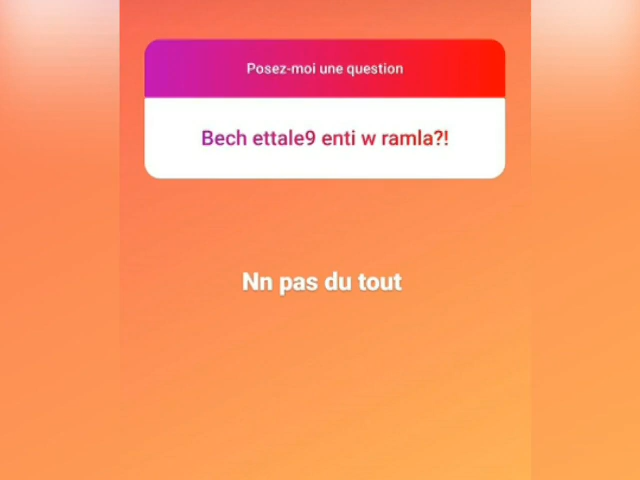 Posez-moi une question
Bech ettale9 enti w ramla?!
Nn pas du tout